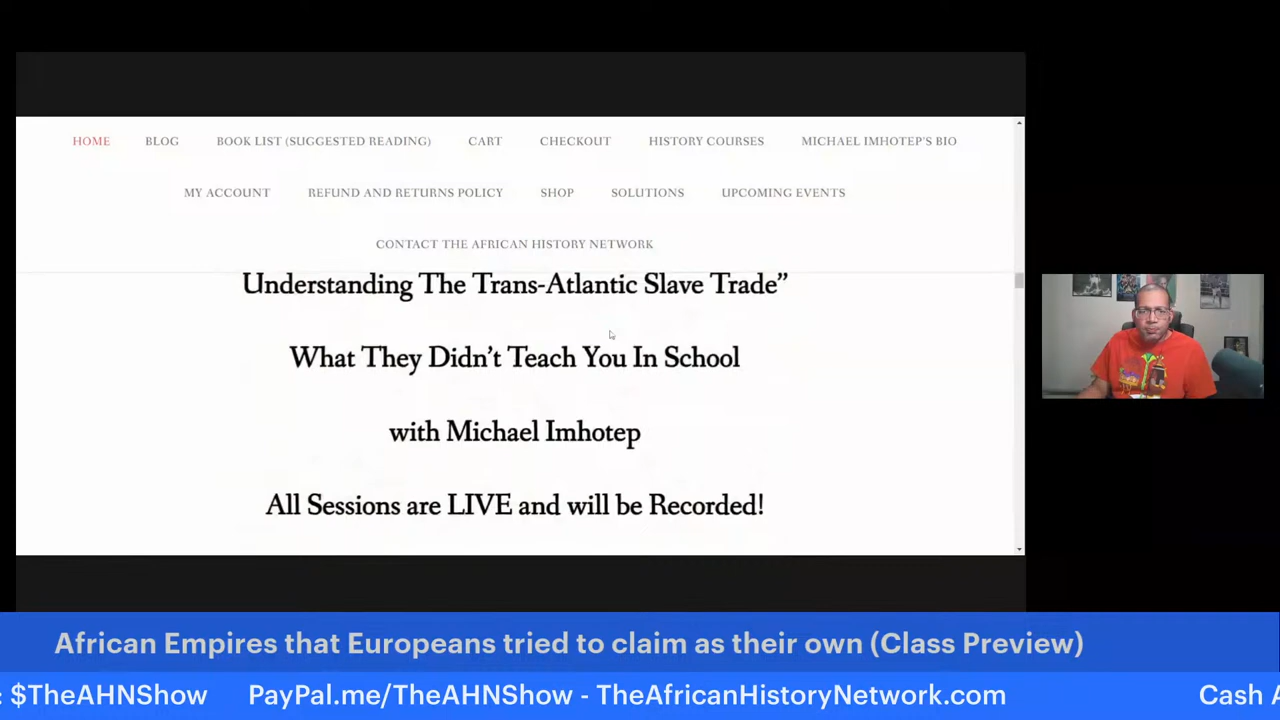 HOME BLOG BOOK LIST (SUGGESTED READING) CART CHECKOUT HISTORY COURSES MICHAEL IMHOTEP'S BIO
MY ACCOUNT REFUND AND RETURNS POLICY SHOP SOLUTIONS UPCOMING EVENTS
CONTACT THE AFRICAN HISTORY NETWORK
Understanding The Trans-Atlantic Slave Trade”
What They Didn’t Teach You In School
with Michael Imhotep
All Sessions are LIVE and will be Recorded!
African Empires that Europeans tried to claim as their own (Class Preview)
: $TheAHNShow PayPal.me/TheAHNShow - TheAfricanHistoryNetwork.com Cash A